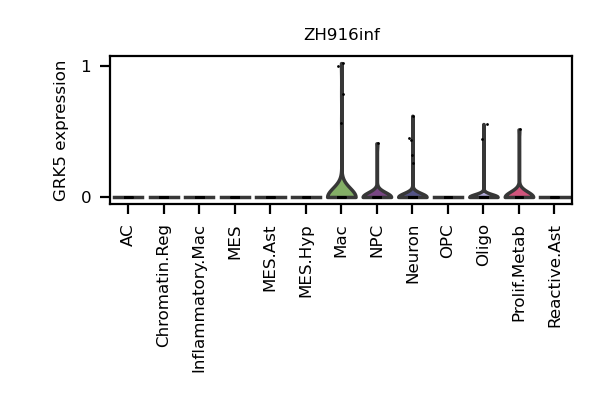 ZH916inf
GRK5 expression
1
0
AC
Chromatin.Reg
Inflammatory.Mac
MES
MES.Ast
MES.Hyp
Mac
NPC
Neuron
OPC
Oligo
Prolif.Metab
Reactive.Ast